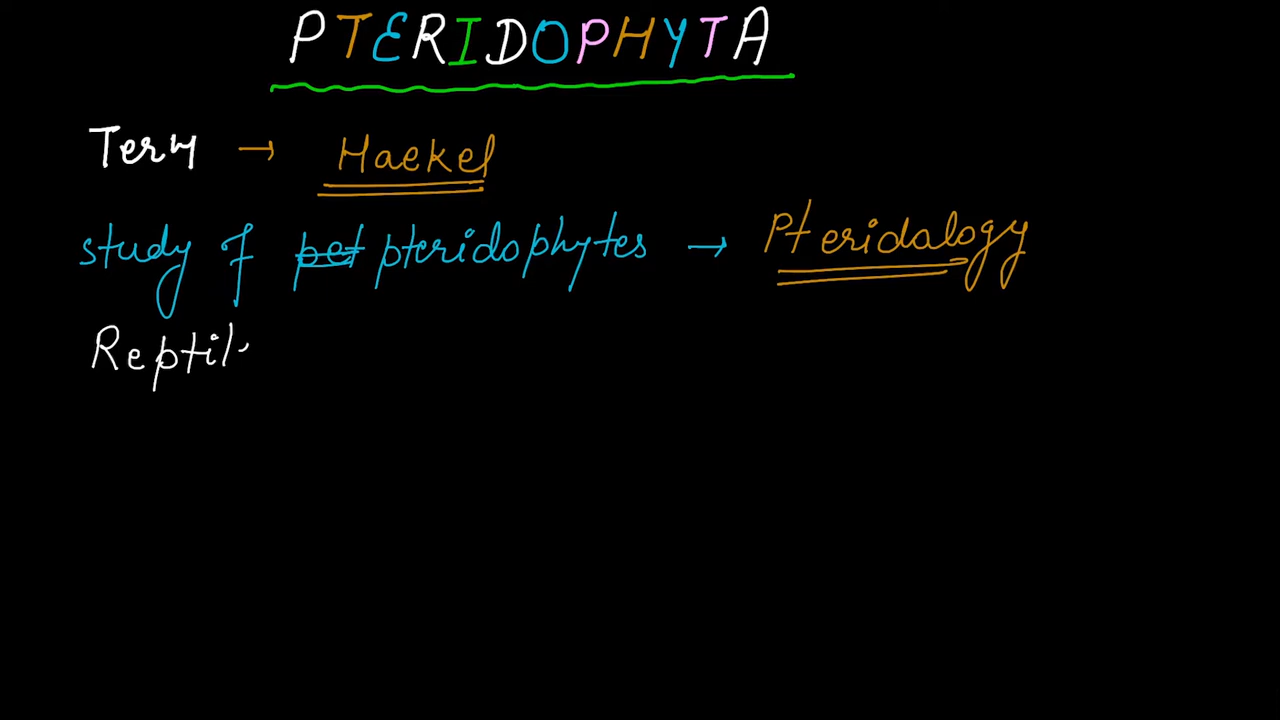 PTERIDOPHYTA
Term → Haekel
study of pet pteridophytes → Pteridalogy
Reptil